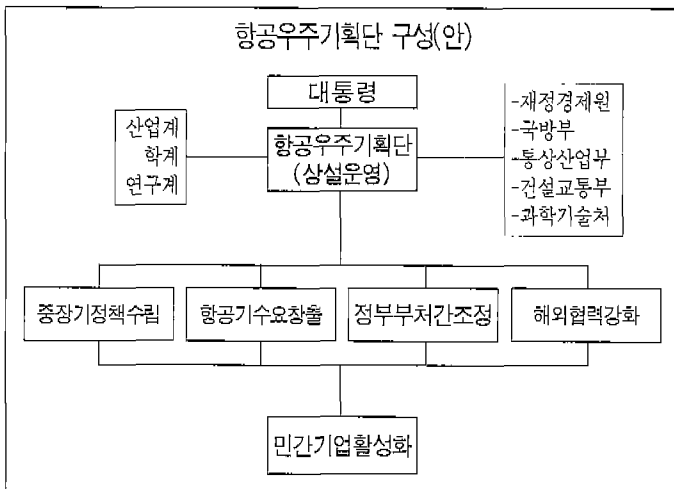 항공우주기획단 구성(안)
대통령
산업계
학계
연구계
항공우주기획단
(상설운영)
-재정경제원
-국방부
-통상산업부
-건설교통부
-과학기술처
중장기정책수립
항공기수요창출
정부부처간조정
해외협력강화
민간기업활성화